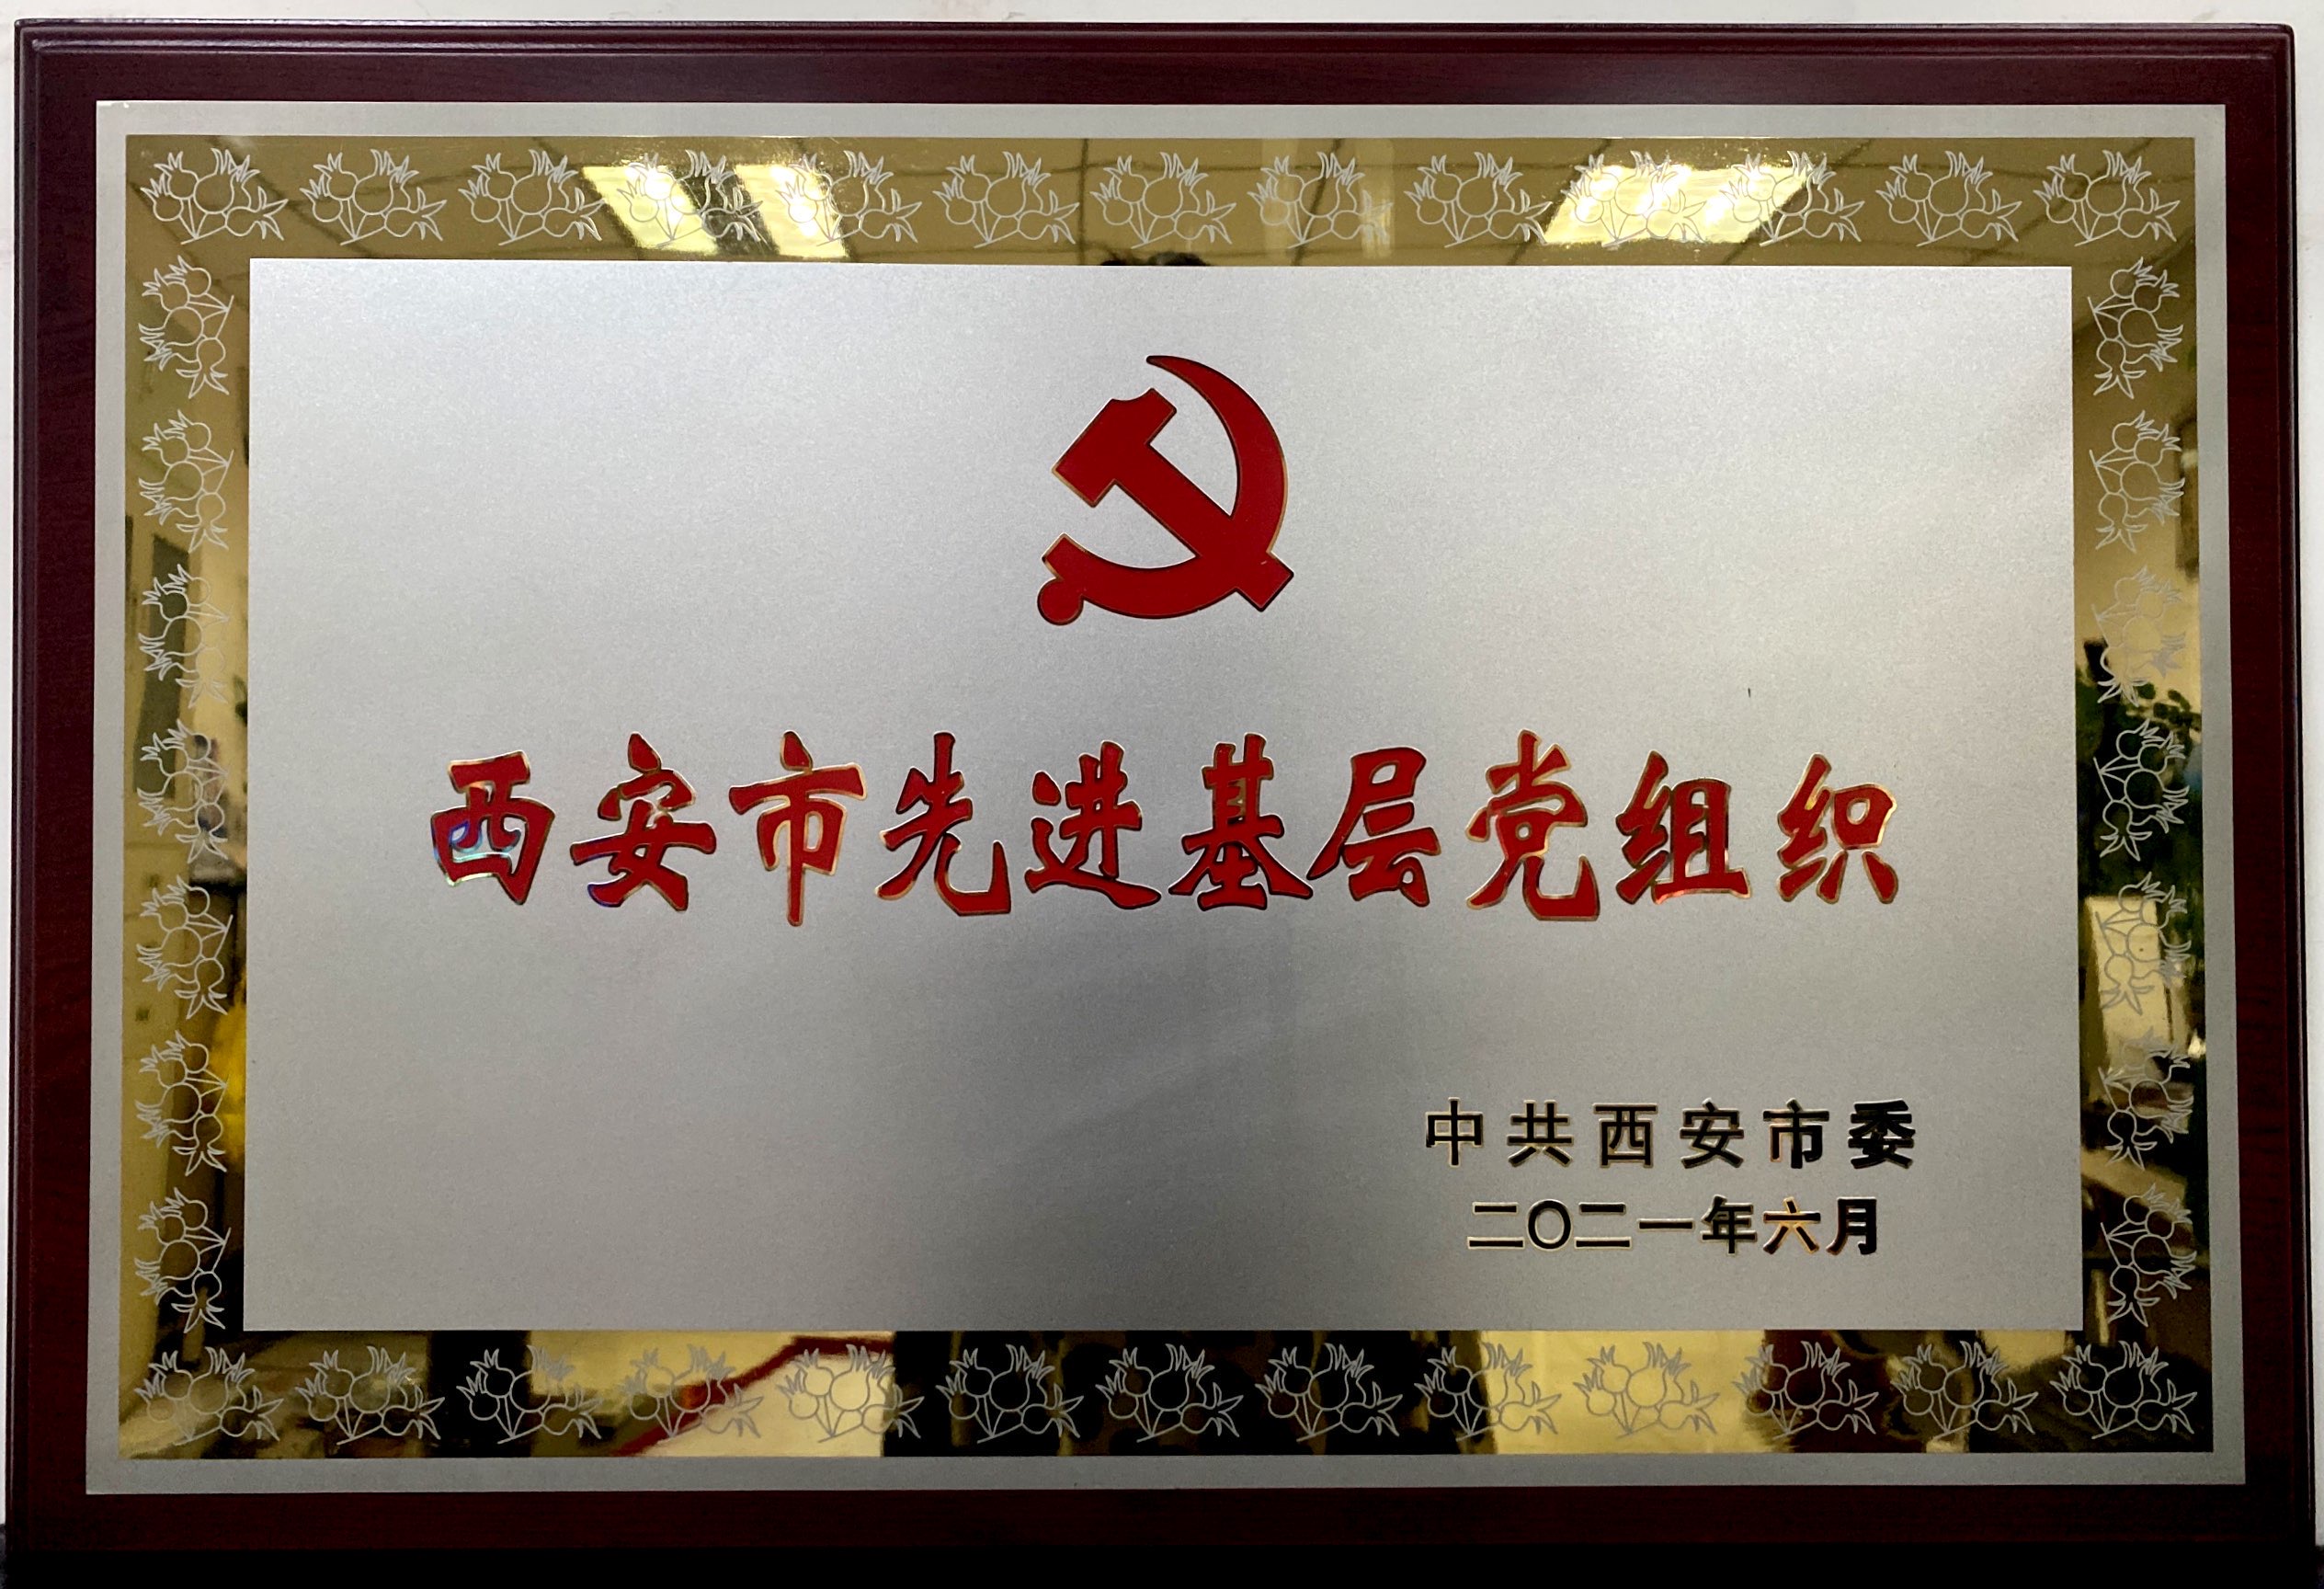 西安市先进基层党组织
中共西安市委
二〇二一年六月